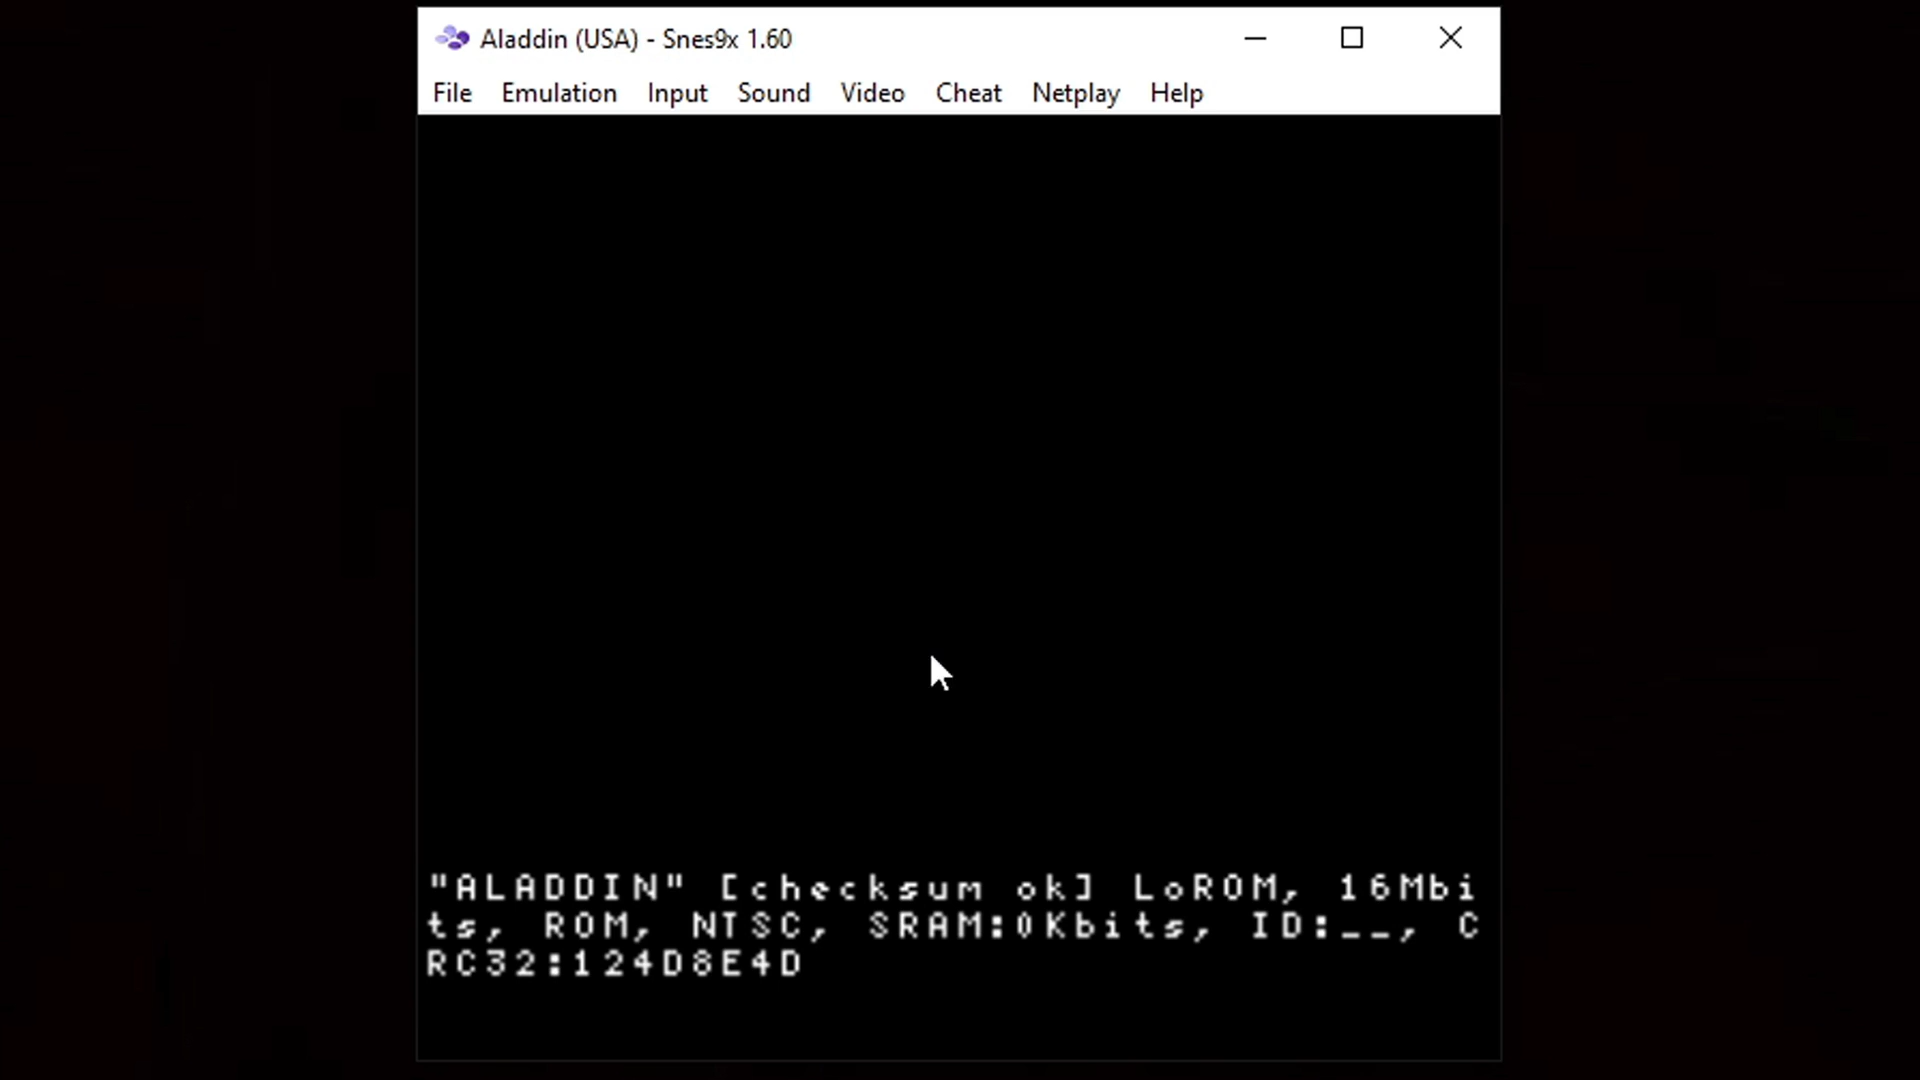 Aladdin (USA) - Snes9x 1.60
File Emulation Input Sound Video Cheat Netplay Help
"ALADDIN" [checksum ok] LoROM, 16Mbi
ts, ROM, NTSC, SRAM:0Kbits, ID:__, C
RC32:124D8E4D